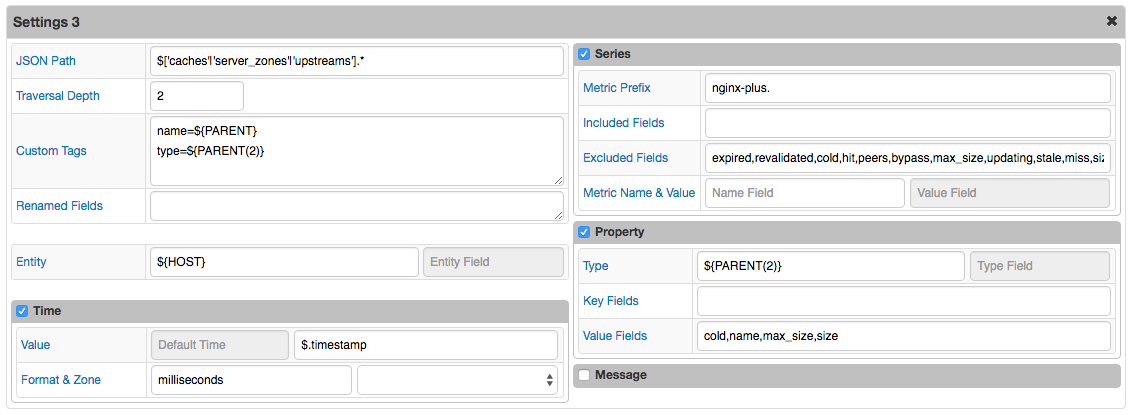 Settings 3 ✖
JSON Path $['caches'|'server_zones'|'upstreams'].*
Traversal Depth 2
Custom Tags name=${PARENT}
type=${PARENT(2)}
Renamed Fields
Entity ${HOST} Entity Field
Time
Value Default Time $.timestamp
Format & Zone milliseconds
Series
Metric Prefix nginx-plus.
Included Fields
Excluded Fields expired,revalidated,cold,hit,peers,bypass,max_size,updating,stale,miss,siz
Metric Name & Value Name Field Value Field
Property
Type ${PARENT(2)} Type Field
Key Fields
Value Fields cold,name,max_size,size
Message